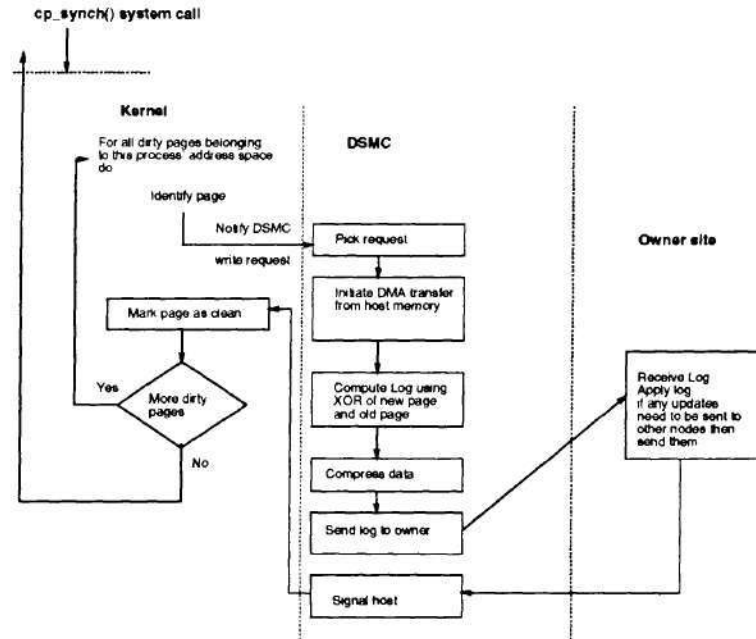 cp_synch() system call
Kernel
For all dirty pages belonging
to this process' address space
do
Identify page
Notify DSMC
write request
Mark page as clean
Yes
More dirty
pages
No
DSMC
Pick request
Initiate DMA transfer
from host memory
Compute Log using
XOR of new page
and old page
Compress data
Send log to owner
Signal host
Owner site
Receive Log
Apply log
if any updates
need to be sent to
other nodes then
send them